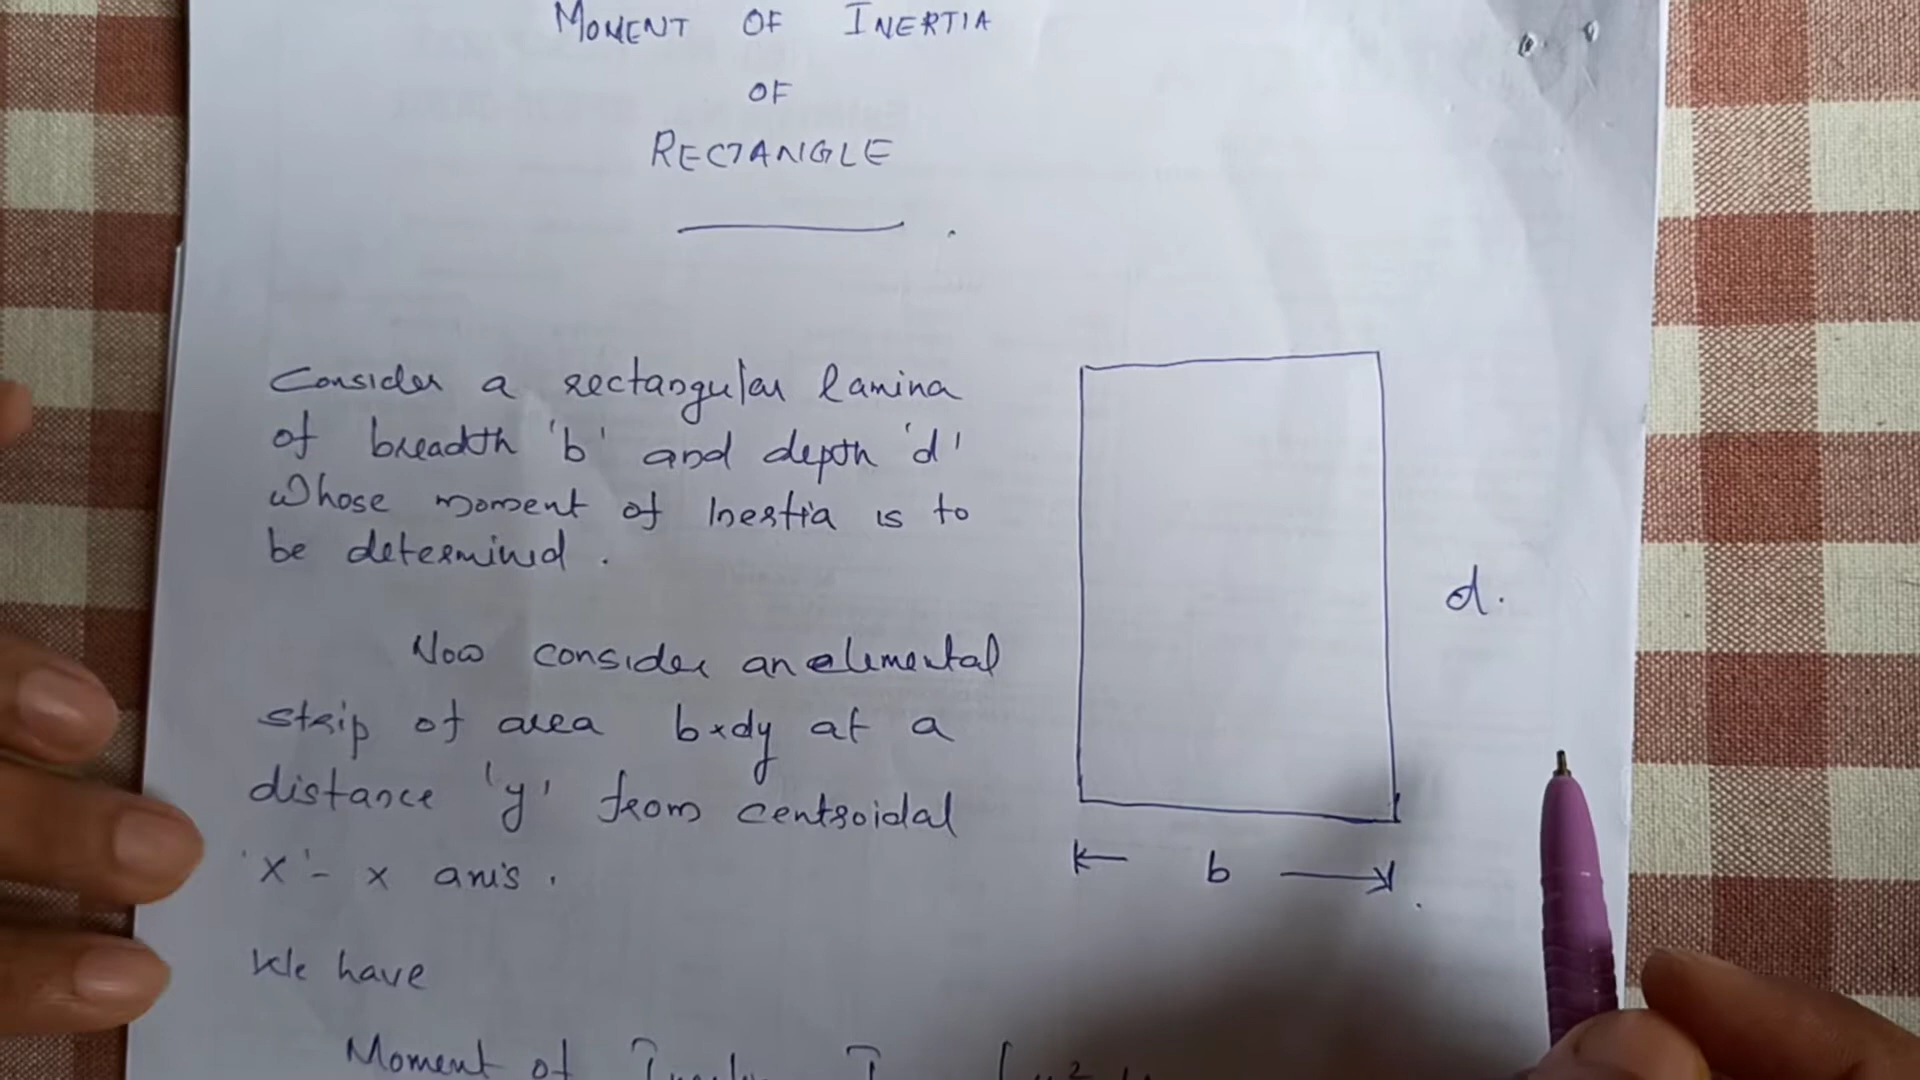 MOMENT OF INERTIA
OF
RECTANGLE
Consider a rectangular lamina
of breadth 'b' and depth 'd'
whose moment of Inertia is to
be determind.
Now consider an elemental
strip of area b×dy at a
distance 'y' from centroidal
'x'- x axis.
We have
Moment of
d.
b